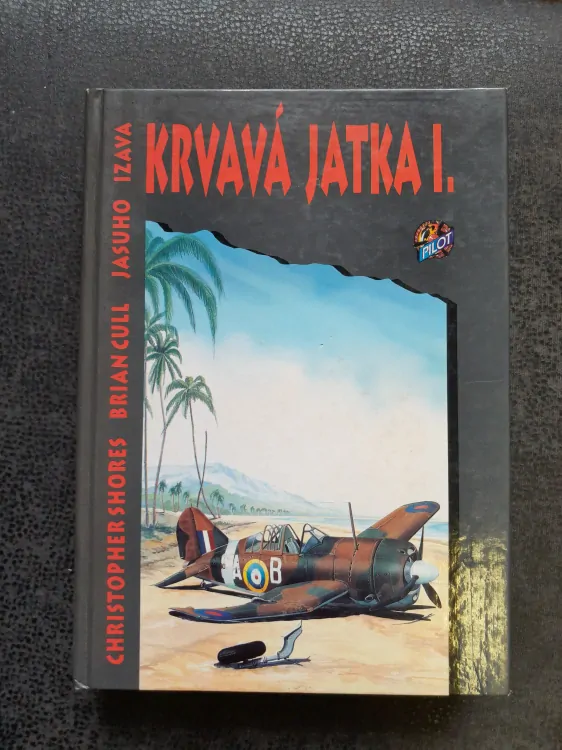 KRVAVÁ JATKA I.
PILOT
CHRISTOPHER SHORES BRIAN CULL JASUHO IZAVA
A B